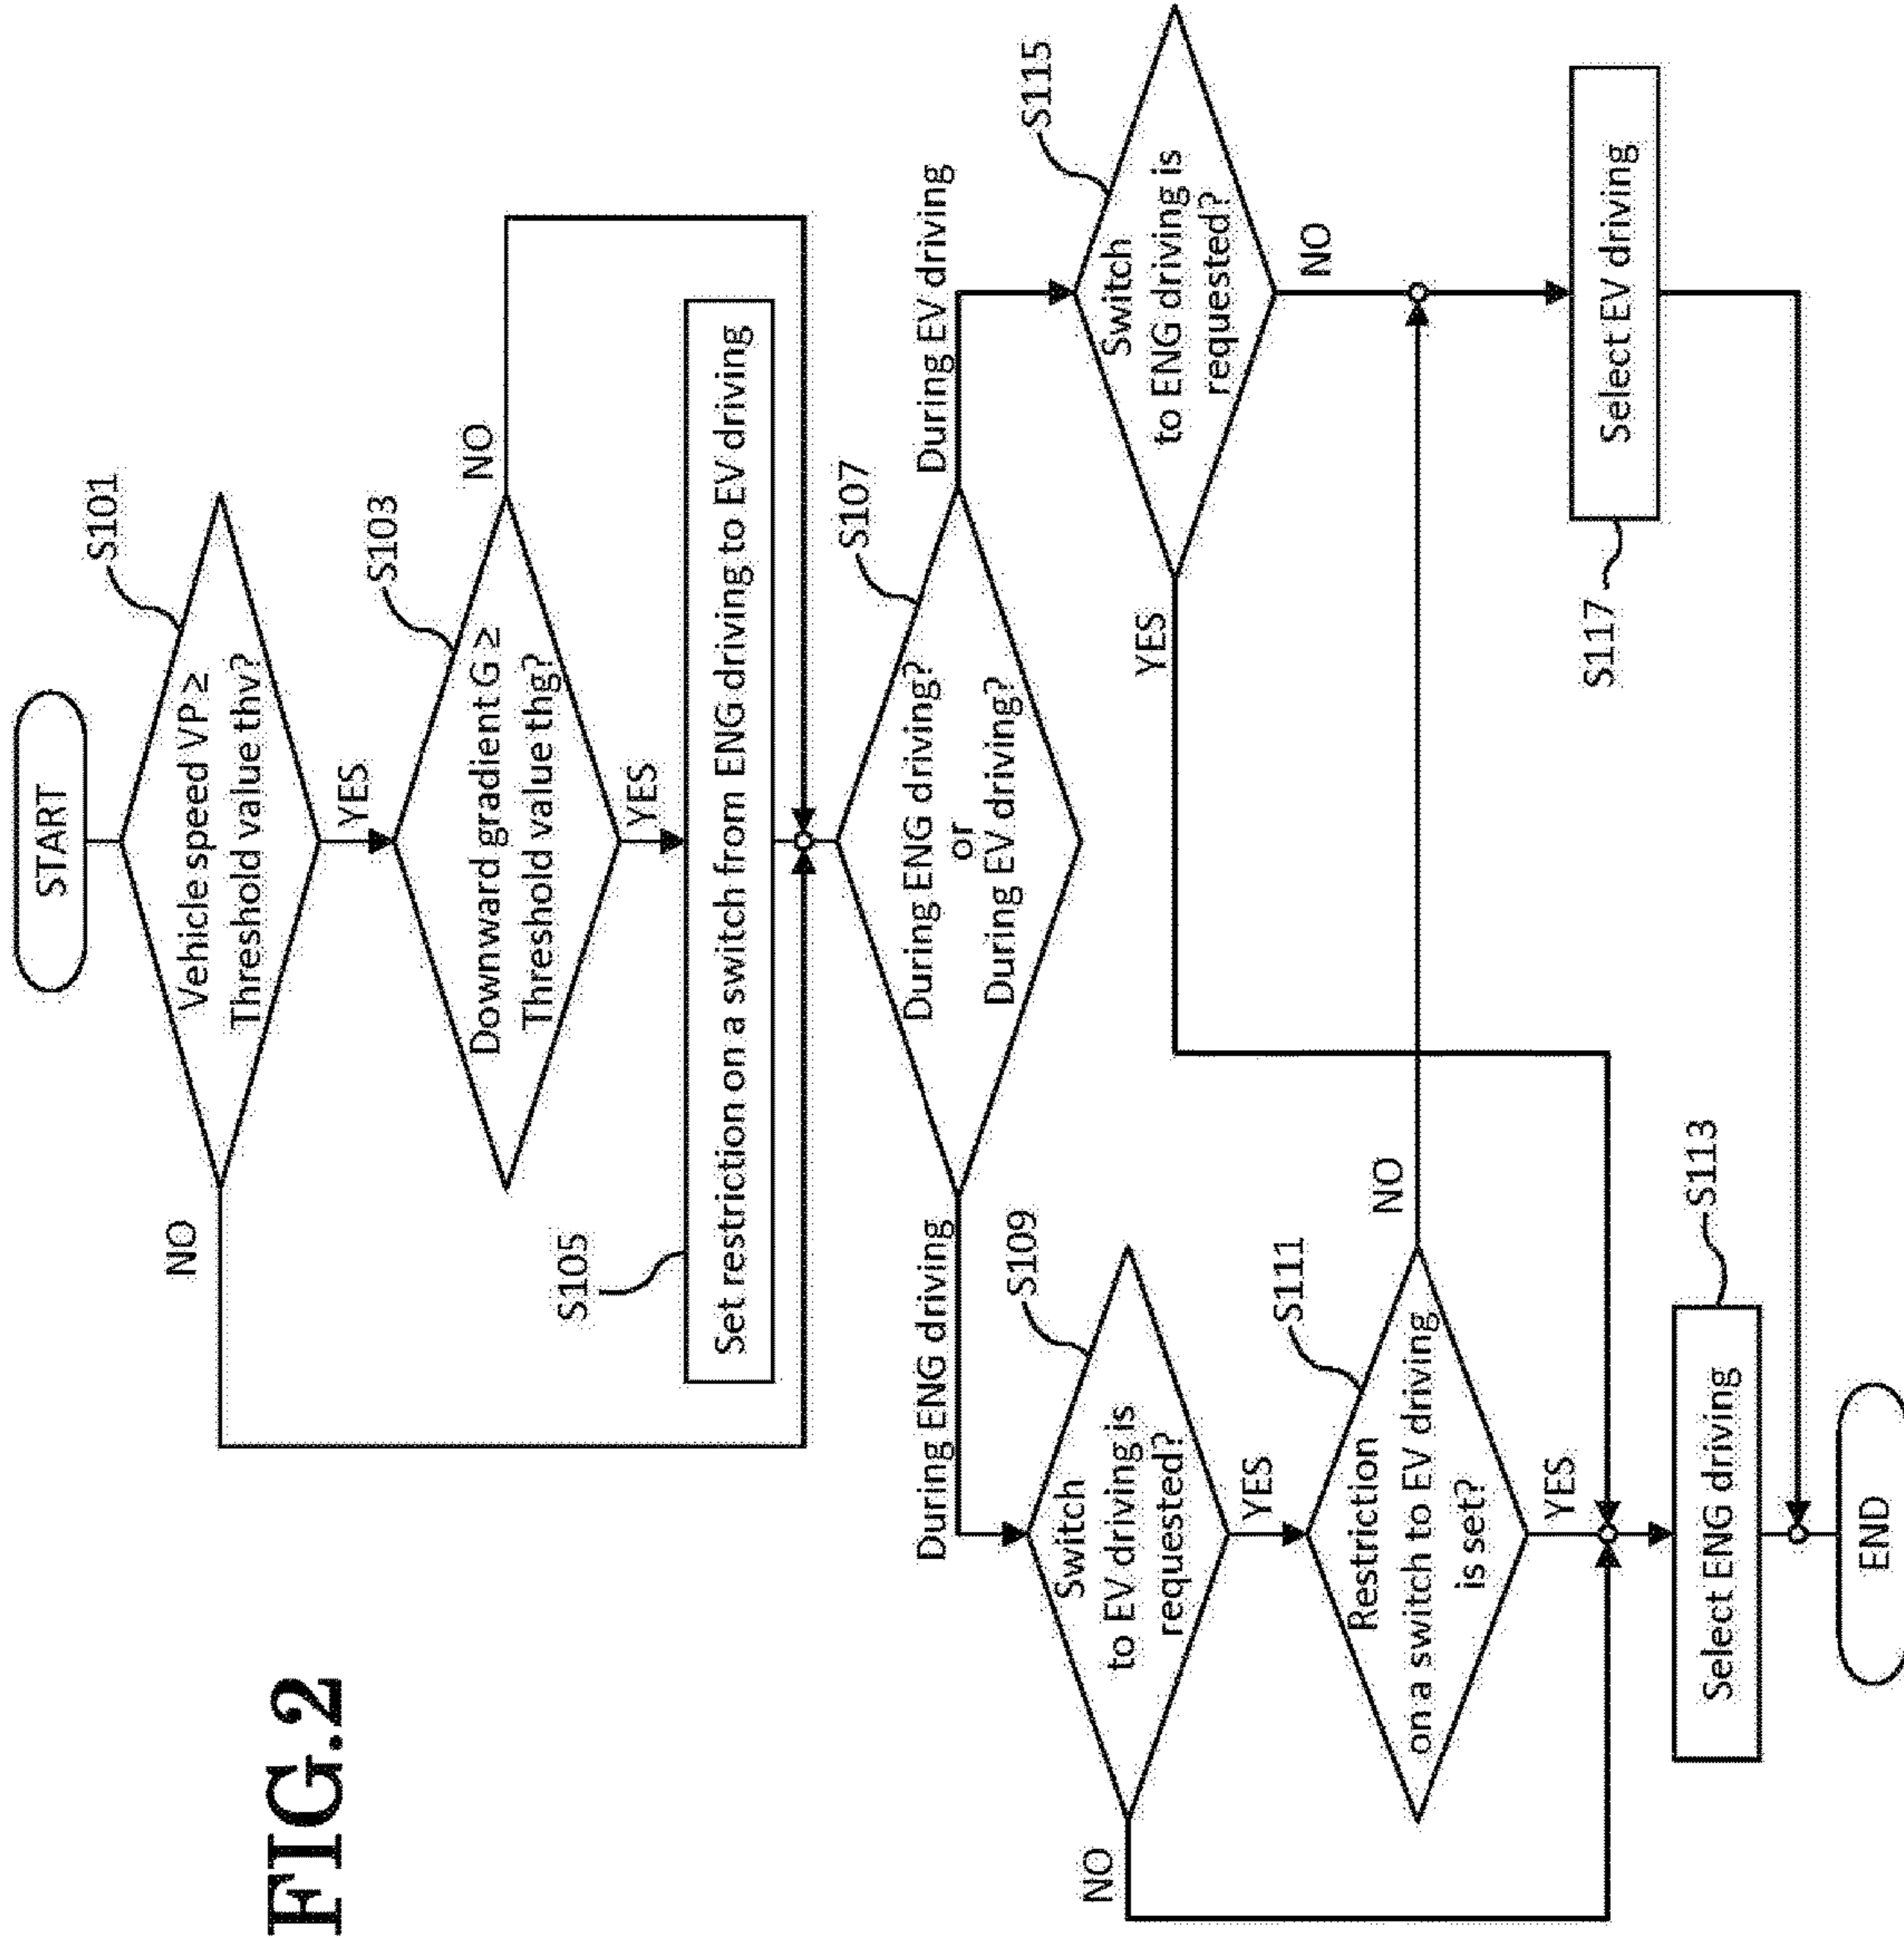 FIG.2
START
S101
Vehicle speed VP ≥
Threshold value thv?
NO
YES
S103
Downward gradient G ≥
Threshold value thg?
NO
YES
S105
Set restriction on a switch from ENG driving to EV driving
S107
During ENG driving?
or
During EV driving?
During ENG driving
During EV driving
S109
Switch
to EV driving is
requested?
NO
YES
S115
Switch
to ENG driving is
requested?
YES
NO
S111
Restriction
on a switch to EV driving
is set?
NO
YES
S113
Select ENG driving
S117
Select EV driving
END